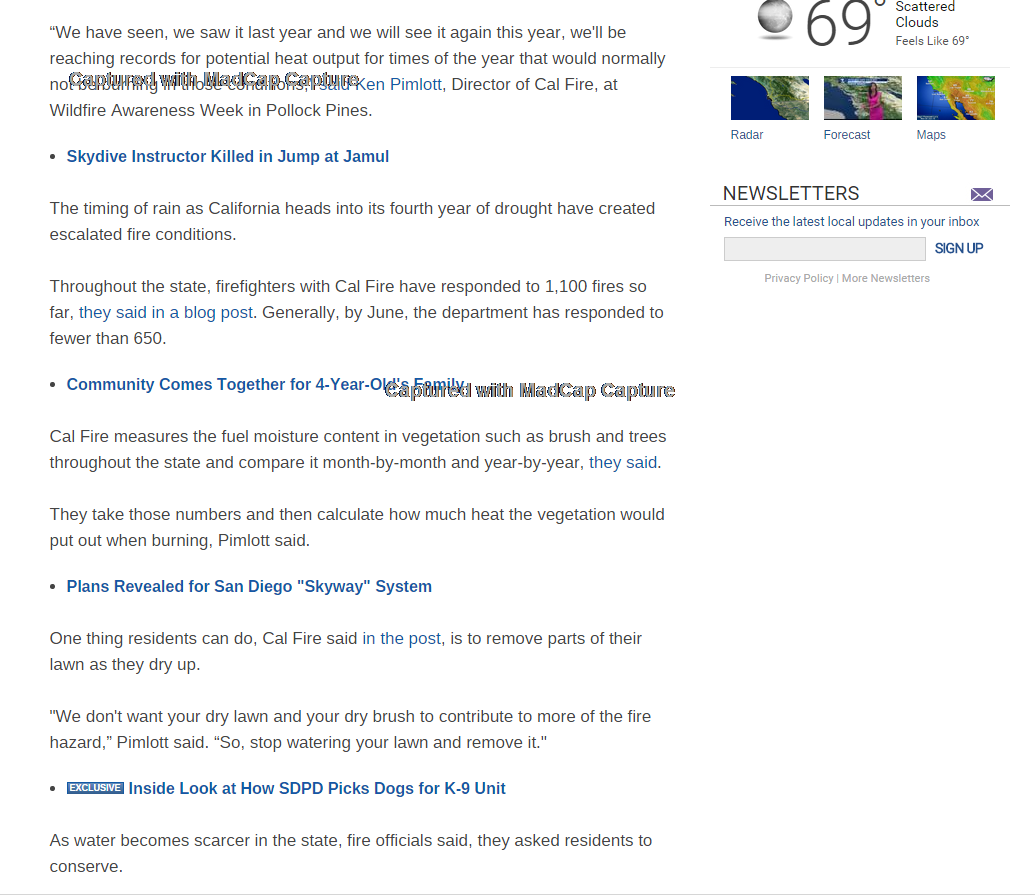 “We have seen, we saw it last year and we will see it again this year, we'll be
reaching records for potential heat output for times of the year that would normally
not be burning in those conditions,” said Ken Pimlott, Director of Cal Fire, at
Captured with MadCap Capture
Wildfire Awareness Week in Pollock Pines.
• Skydive Instructor Killed in Jump at Jamul
The timing of rain as California heads into its fourth year of drought have created
escalated fire conditions.
Throughout the state, firefighters with Cal Fire have responded to 1,100 fires so
far, they said in a blog post. Generally, by June, the department has responded to
fewer than 650.
• Community Comes Together for 4-Year-Old's Family
Captured with MadCap Capture
Cal Fire measures the fuel moisture content in vegetation such as brush and trees
throughout the state and compare it month-by-month and year-by-year, they said.
They take those numbers and then calculate how much heat the vegetation would
put out when burning, Pimlott said.
• Plans Revealed for San Diego "Skyway" System
One thing residents can do, Cal Fire said in the post, is to remove parts of their
lawn as they dry up.
"We don't want your dry lawn and your dry brush to contribute to more of the fire
hazard,” Pimlott said. “So, stop watering your lawn and remove it."
• EXCLUSIVE Inside Look at How SDPD Picks Dogs for K-9 Unit
As water becomes scarcer in the state, fire officials said, they asked residents to
conserve.
69°
Scattered
Clouds
Feels Like 69°
Radar
Forecast
Maps
NEWSLETTERS
Receive the latest local updates in your inbox
SIGN UP
Privacy Policy | More Newsletters